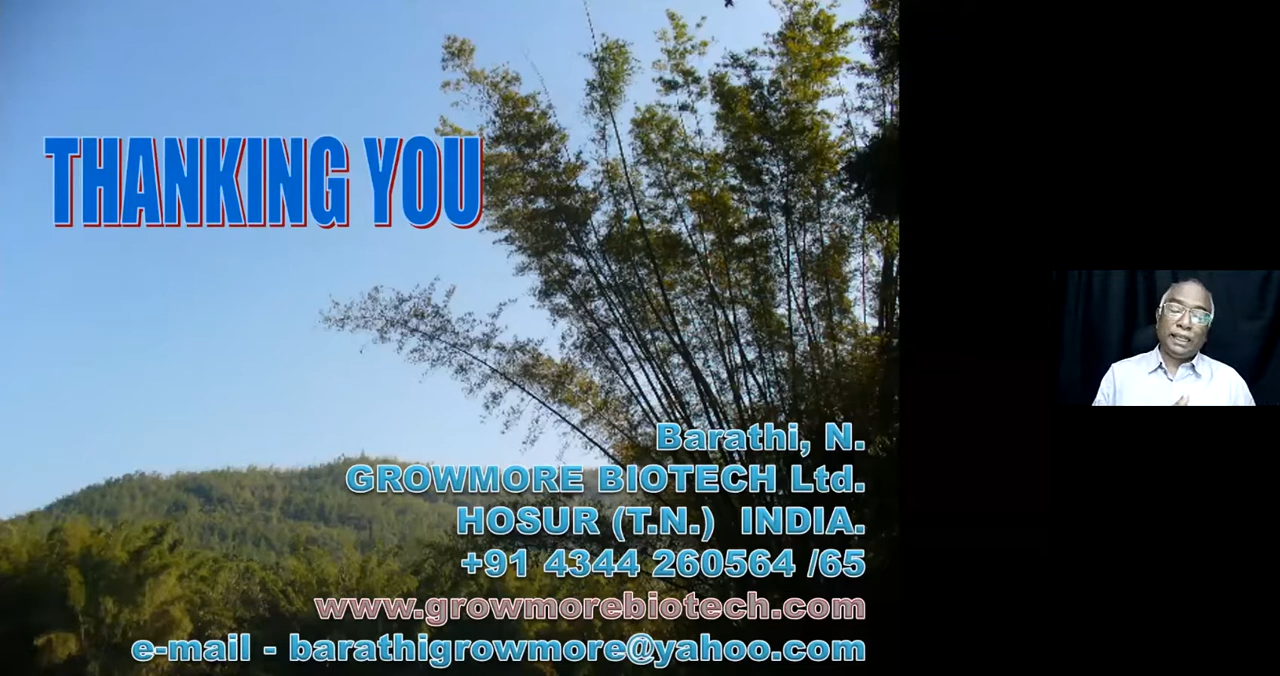 THANKING YOU
Barathi, N.
GROWMORE BIOTECH Ltd.
HOSUR (T.N.) INDIA.
+91 4344 260564 /65
www.growmorebiotech.com
e-mail - barathigrowmore@yahoo.com